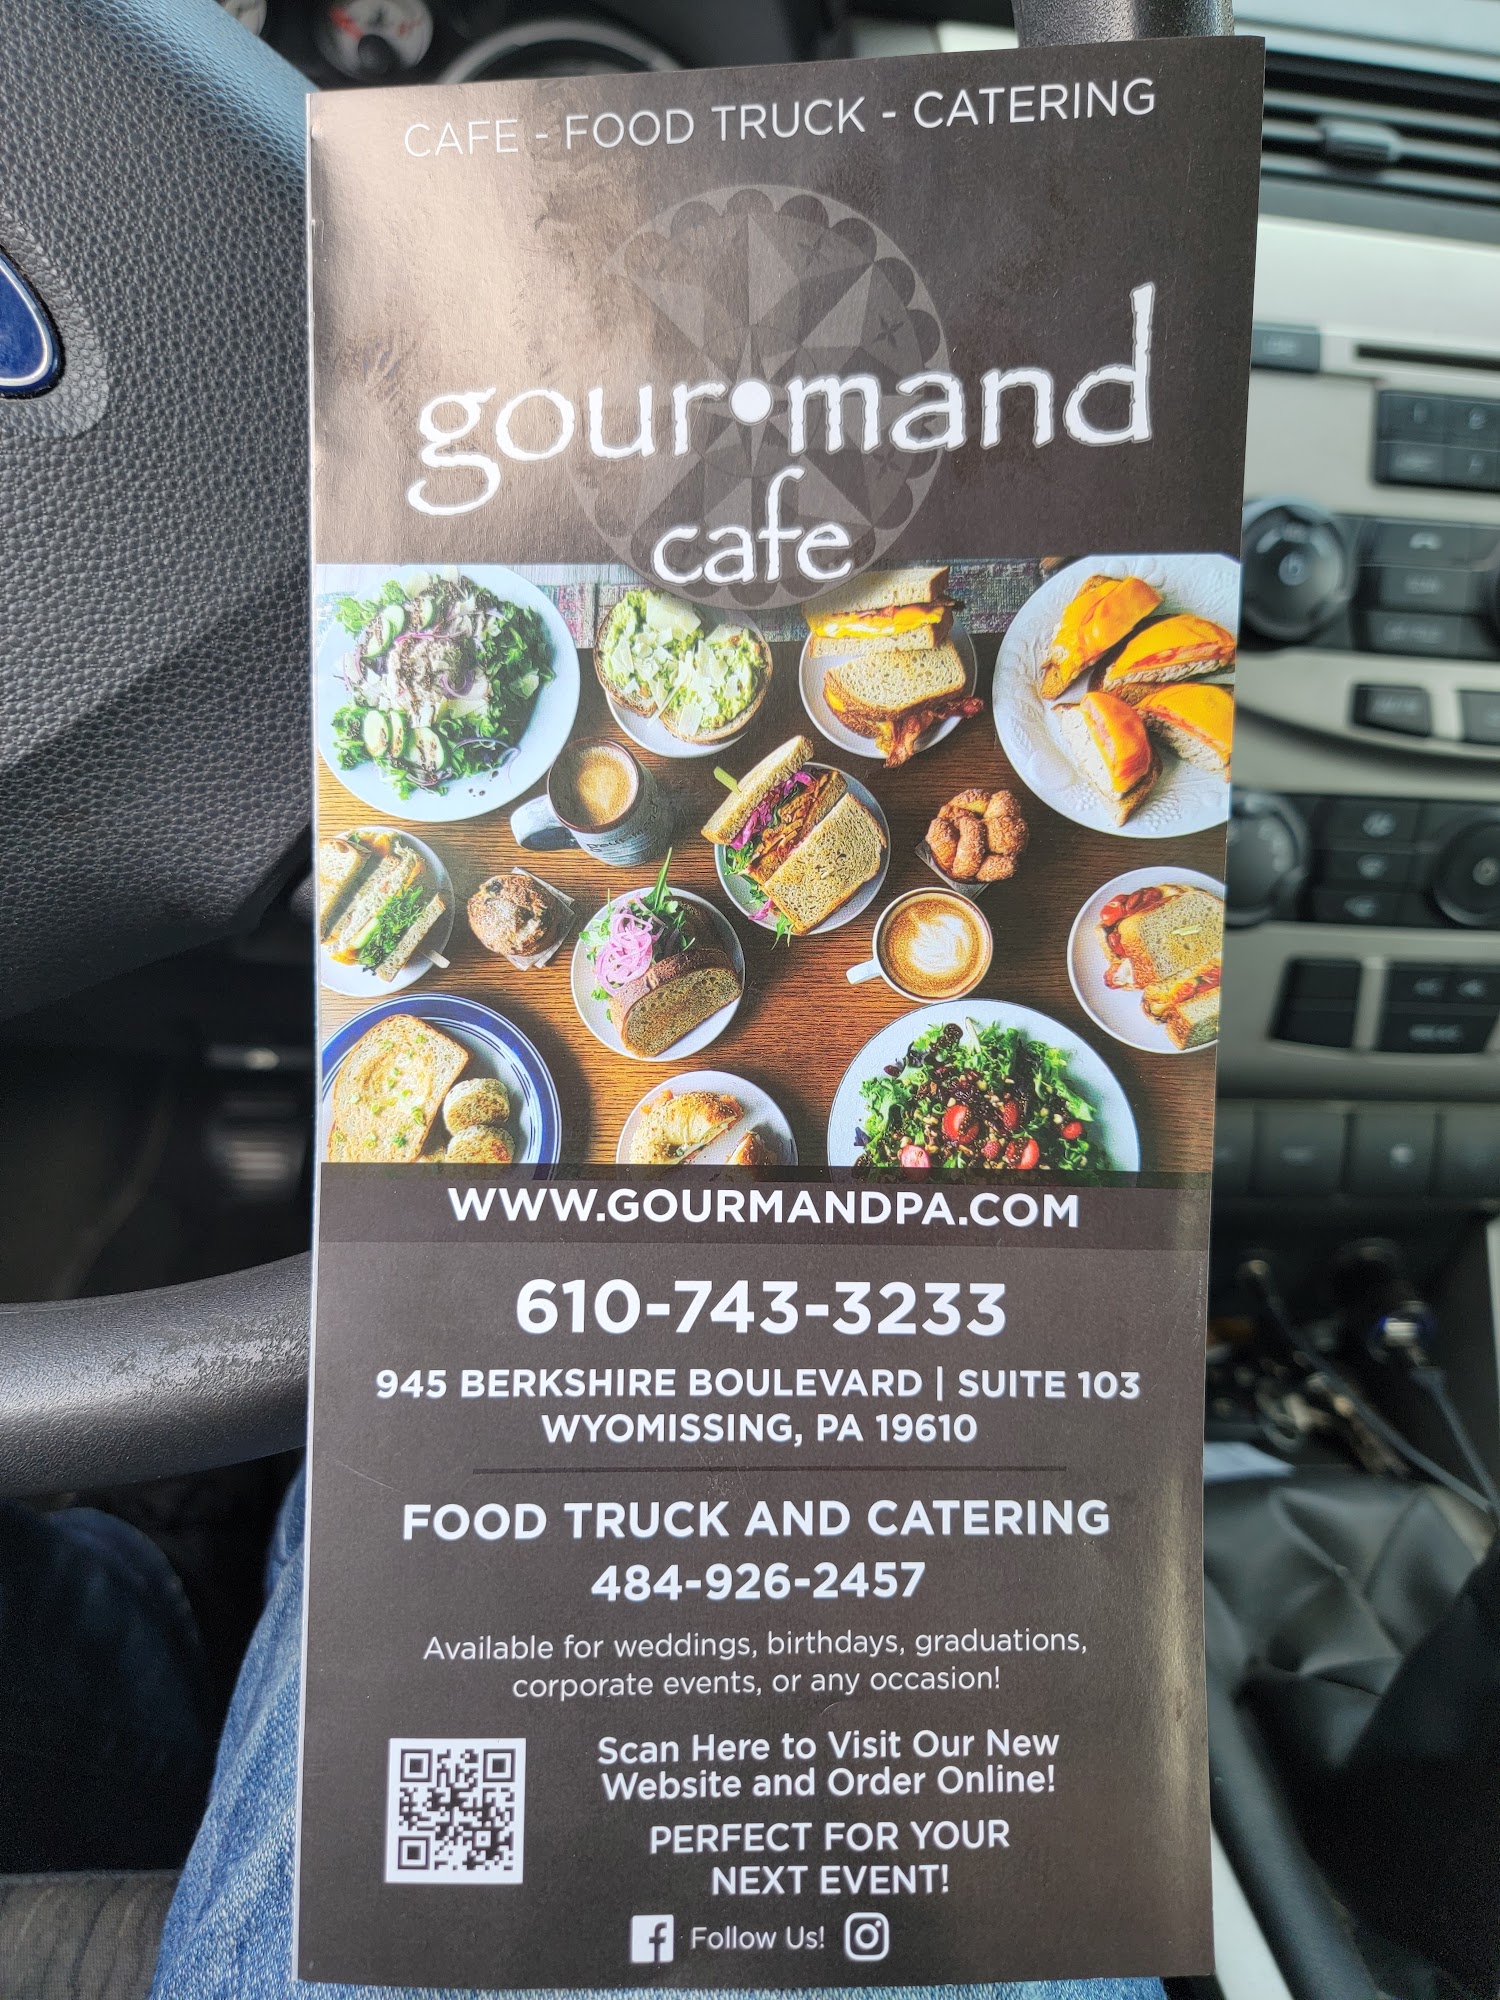 CAFE - FOOD TRUCK - CATERING
gour•mand
cafe
WWW.GOURMANDPA.COM
610-743-3233
945 BERKSHIRE BOULEVARD | SUITE 103
WYOMISSING, PA 19610
FOOD TRUCK AND CATERING
484-926-2457
Available for weddings, birthdays, graduations,
corporate events, or any occasion!
Scan Here to Visit Our New
Website and Order Online!
PERFECT FOR YOUR
NEXT EVENT!
Follow Us!